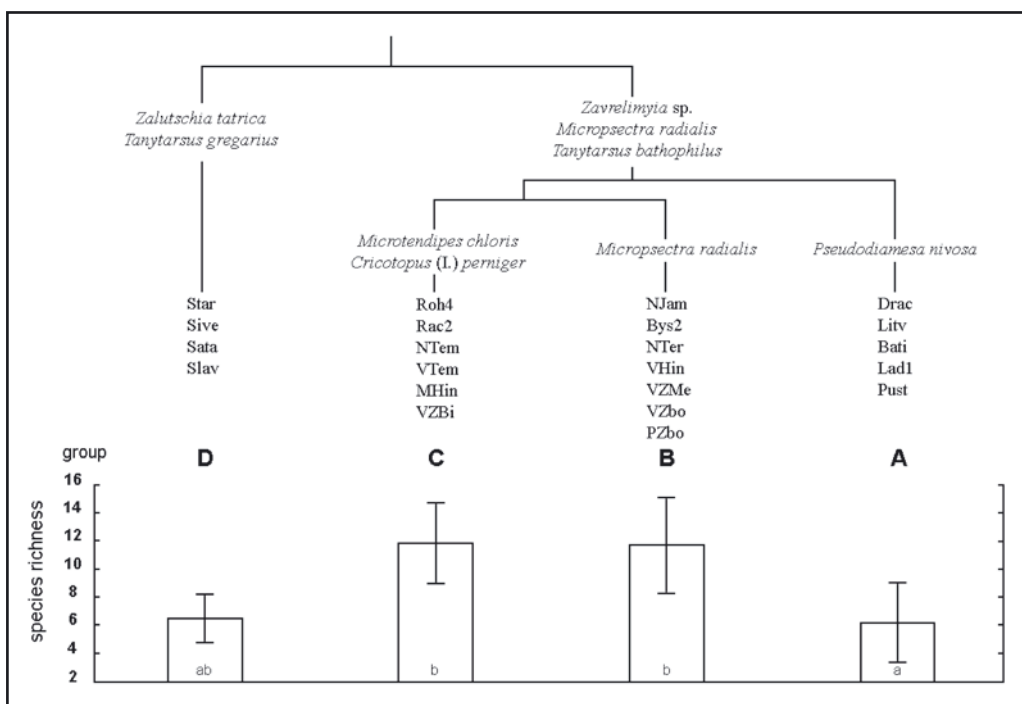 Zalutschia tatrica
Tanytarsus gregarius
Zavrelimyia sp.
Micropsectra radialis
Tanytarsus bathophilus
Microtendipes chloris
Cricotopus (I.) perniger
Micropsectra radialis
Pseudodiamesa nivosa
Star
Sive
Sata
Slav
Roh4
Rac2
NTem
VTem
MHin
VZBi
NJam
Bys2
NTer
VHin
VZMe
VZbo
PZbo
Drac
Litv
Bati
Lad1
Pust
group
D
C
B
A
species richness
16
14
12
10
8
6
4
2
ab
b
b
a